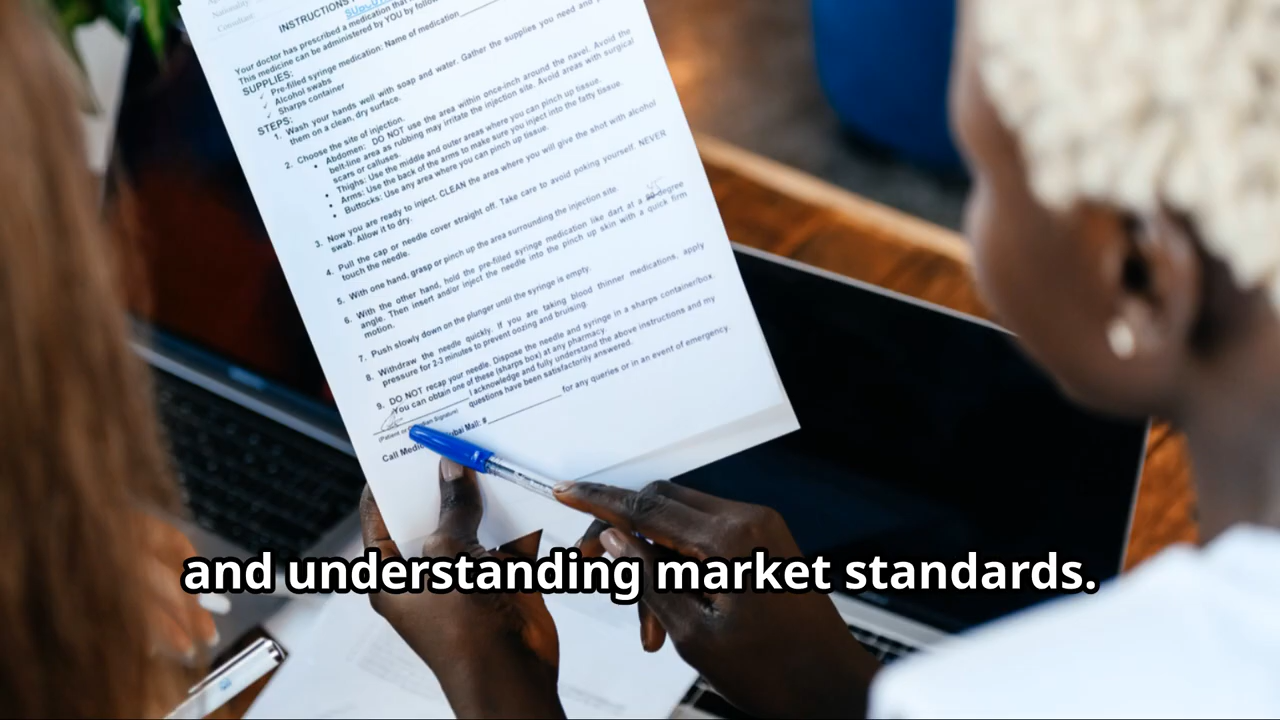 Nationality
Consultant
INSTRUCTIONS
Your doctor has prescribed a medication that
This medicine can be administered by YOU by
SUPPLIES:
✓ Pre-filled syringe medication: Name of medication
✓ Alcohol swabs
✓ Sharps container
STEPS:
1. Wash your hands well with soap and water. Gather the supplies you need and
them on a clean, dry surface.
2. Choose the site of injection.
• Abdomen: DO NOT use the area within once-inch around the navel. Avoid the
belt-line area as rubbing may irritate the injection site. Avoid areas with surgical
scars or calluses.
• Thighs: Use the middle and outer areas where you can pinch up tissue.
• Arms: Use the back of the arms to make sure you inject into the fatty tissue.
• Buttocks: Use any area where you can pinch up tissue.
3. Now you are ready to inject. CLEAN the area where you will give the shot with alcohol
swab. Allow it to dry.
4. Pull the cap or needle cover straight off. Take care to avoid poking yourself. NEVER
touch the needle.
5. With one hand, grasp or pinch up the area surrounding the injection site.
6. With the other hand, hold the pre-filled syringe medication like dart at a 45 degree
angle. Then insert and/or inject the needle into the pinch up skin with a quick firm
motion.
7. Push slowly down on the plunger until the syringe is empty.
8. Withdraw the needle quickly. If you are taking blood thinner medications, apply
pressure for 2-3 minutes to prevent oozing and bruising.
9. DO NOT recap your needle. Dispose the needle and syringe in a sharps container/box.
You can obtain one of these (sharps box) at any pharmacy.
I acknowledge and fully understand the above instructions and my
questions have been satisfactorily answered.
(Patient or Signature)
Call Mall: # for any queries or in an event of emergency.
and understanding market standards.